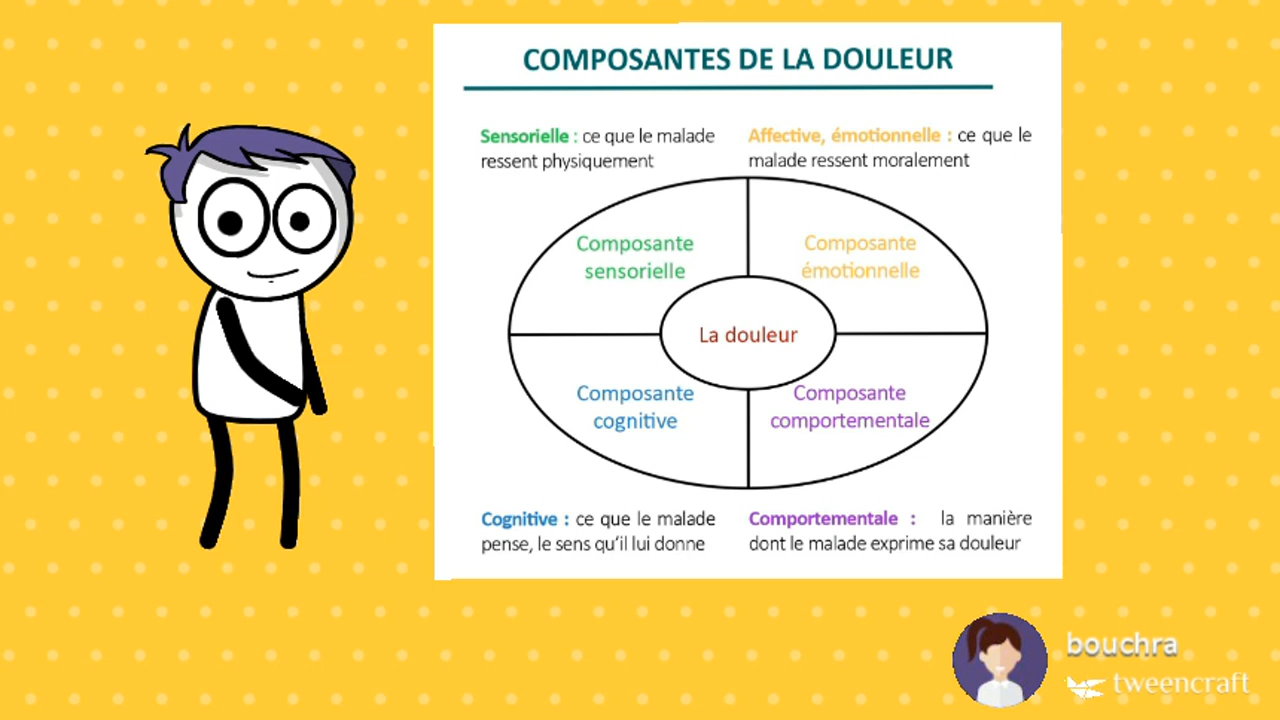 COMPOSANTES DE LA DOULEUR
Sensorielle : ce que le malade
ressent physiquement
Affective, émotionnelle : ce que le
malade ressent moralement
Composante
sensorielle
Composante
émotionnelle
La douleur
Composante
cognitive
Composante
comportementale
Cognitive : ce que le malade
pense, le sens qu'il lui donne
Comportementale : la manière
dont le malade exprime sa douleur
bouchra
tweencraft